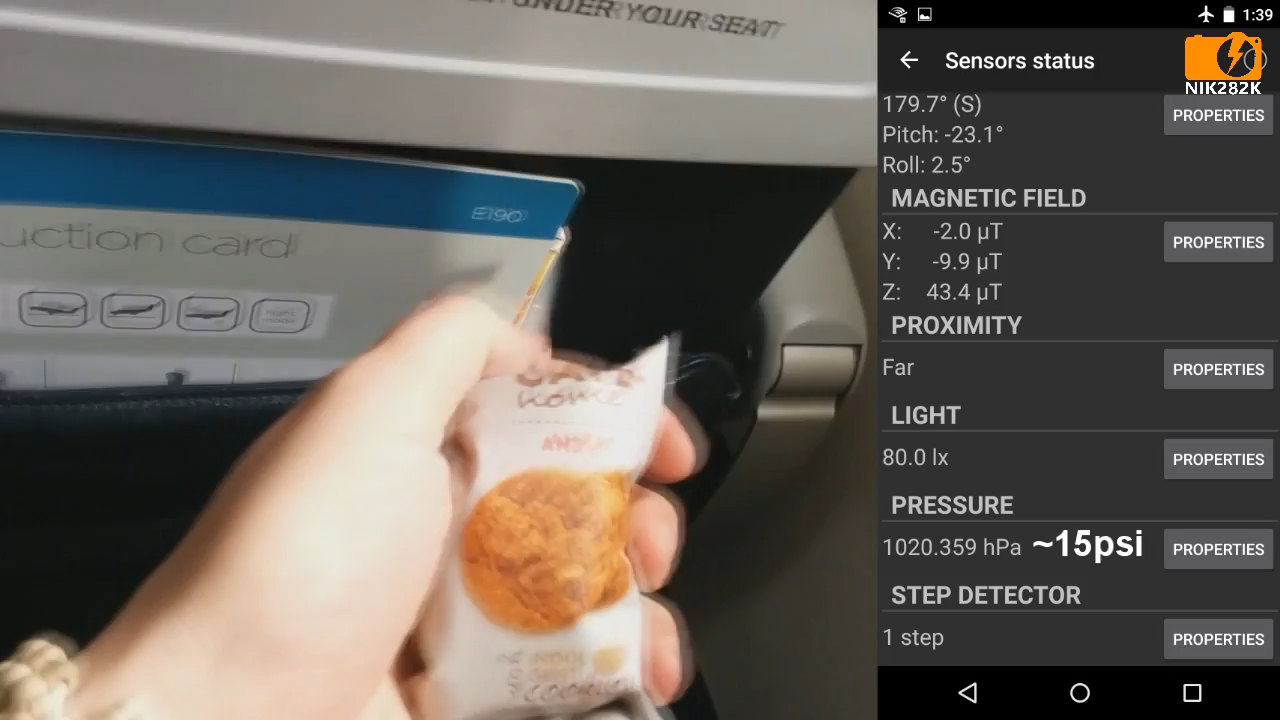 UNDER YOUR SEAT
E190
uction card
flight
mode
1:39
Sensors status
NIK282K
179.7° (S)
PROPERTIES
Pitch: -23.1°
Roll: 2.5°
MAGNETIC FIELD
X: -2.0 µT
Y: -9.9 µT
PROPERTIES
Z: 43.4 µT
PROXIMITY
Far
PROPERTIES
LIGHT
80.0 lx
PROPERTIES
PRESSURE
1020.359 hPa ~15psi
PROPERTIES
STEP DETECTOR
1 step
PROPERTIES